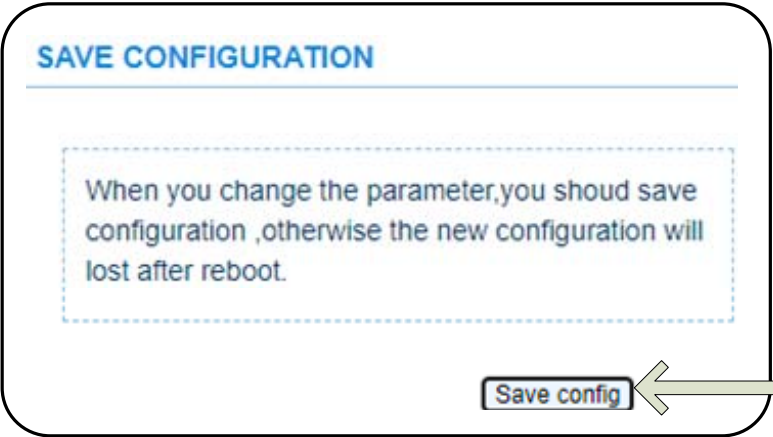 SAVE CONFIGURATION
When you change the parameter,you shoud save
configuration ,otherwise the new configuration will
lost after reboot.
Save config